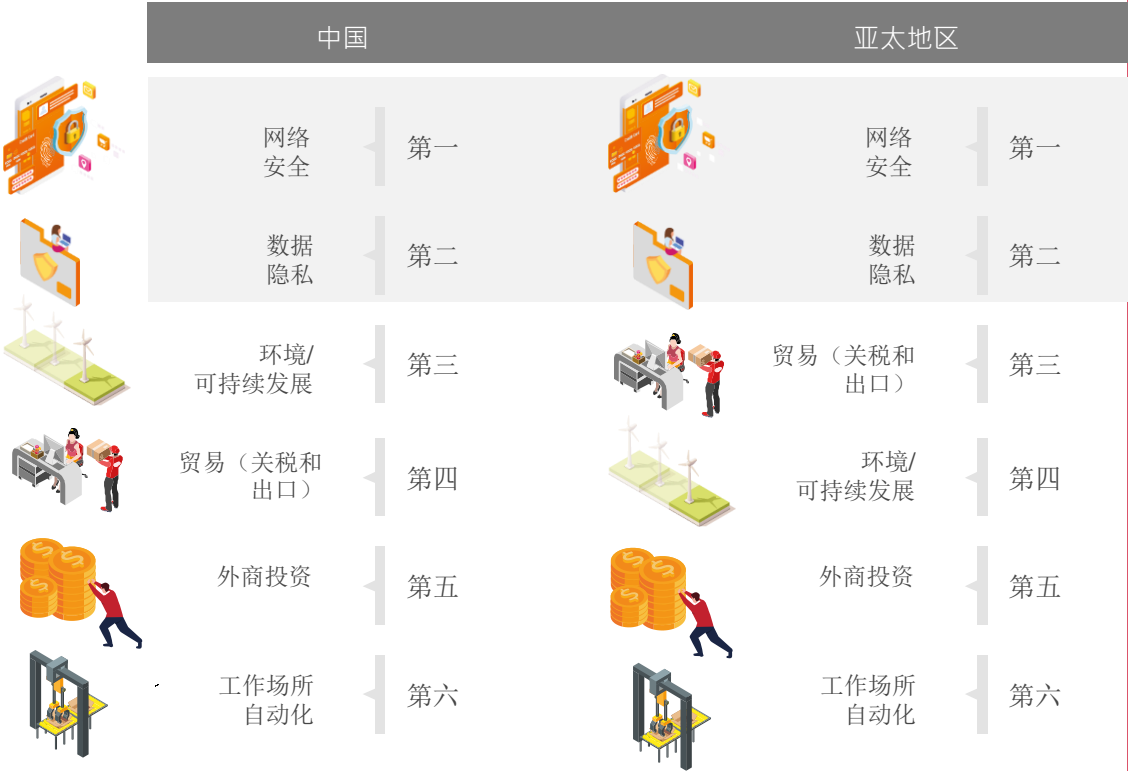 中国
亚太地区
网络
安全
第一
网络
安全
第一
数据
隐私
第二
数据
隐私
第二
环境/
可持续发展
第三
贸易（关税和
出口）
第三
贸易（关税和
出口）
第四
环境/
可持续发展
第四
外商投资
第五
外商投资
第五
工作场所
自动化
第六
工作场所
自动化
第六